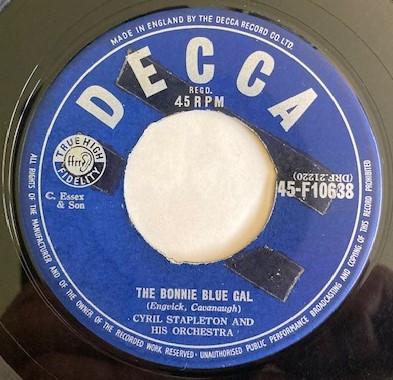 MADE IN ENGLAND BY THE DECCA RECORD CO LTD.
DECCA
REGD.
45 RPM
TRUE HIGH
ffrr
FIDELITY
C. Essex
& Son
(DRF.21220)
45-F10638
THE BONNIE BLUE GAL
(Engvick, Cavanaugh)
CYRIL STAPLETON AND
HIS ORCHESTRA
ALL RIGHTS OF THE MANUFACTURER AND OF THE OWNER OF THE RECORDED WORK RESERVED · UNAUTHORISED PUBLIC PERFORMANCE BROADCASTING AND COPYING OF THIS RECORD PROHIBITED